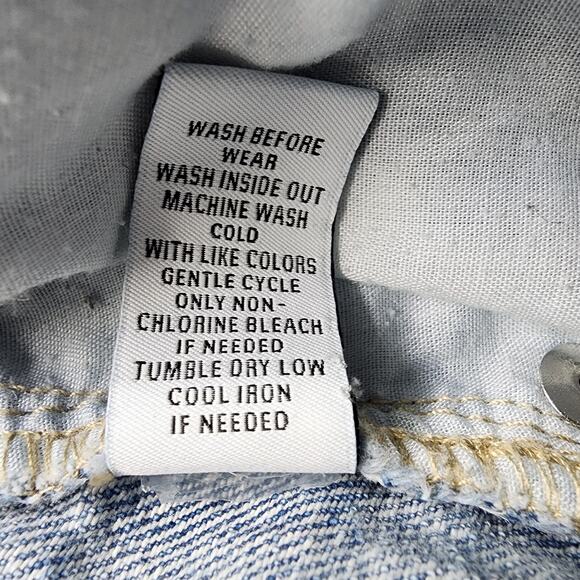 WASH BEFORE
WEAR
WASH INSIDE OUT
MACHINE WASH
COLD
WITH LIKE COLORS
GENTLE CYCLE
ONLY NON-
CHLORINE BLEACH
IF NEEDED
TUMBLE DRY LOW
COOL IRON
IF NEEDED